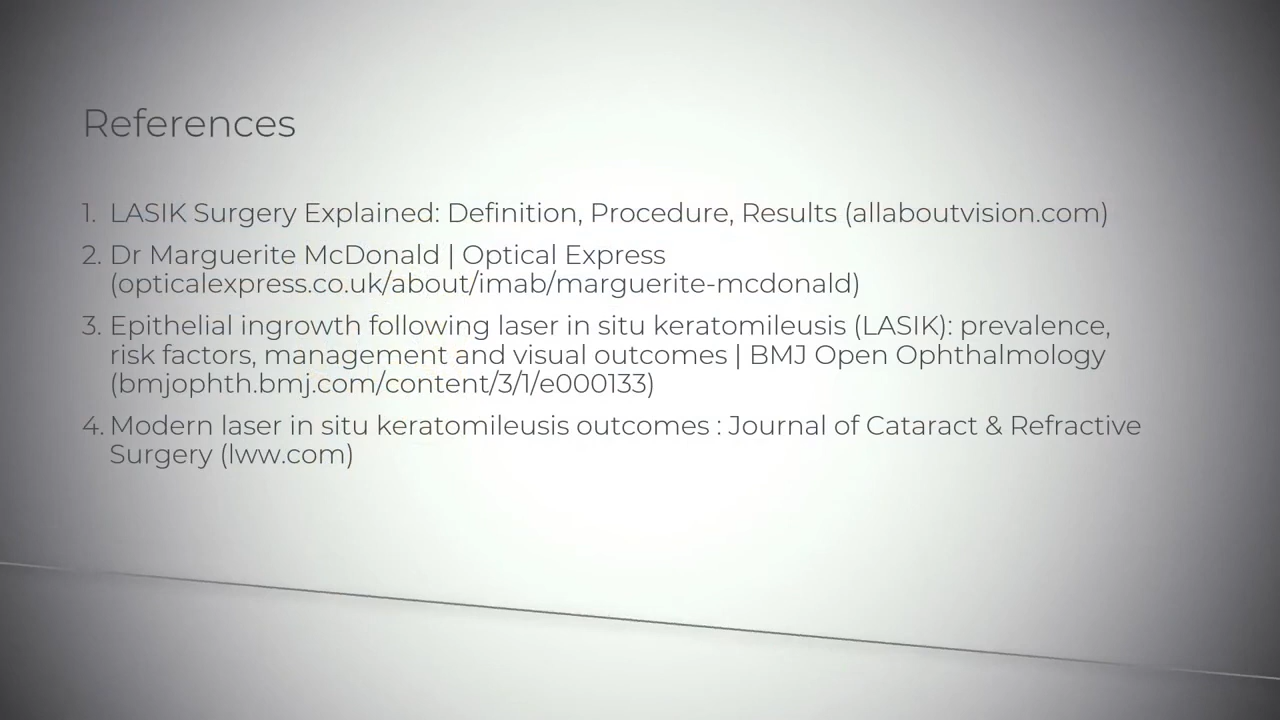 References
1. LASIK Surgery Explained: Definition, Procedure, Results (allaboutvision.com)
2. Dr Marguerite McDonald | Optical Express
(opticalexpress.co.uk/about/imab/marguerite-mcdonald)
3. Epithelial ingrowth following laser in situ keratomileusis (LASIK): prevalence,
risk factors, management and visual outcomes | BMJ Open Ophthalmology
(bmjophth.bmj.com/content/3/1/e000133)
4. Modern laser in situ keratomileusis outcomes : Journal of Cataract & Refractive
Surgery (lww.com)